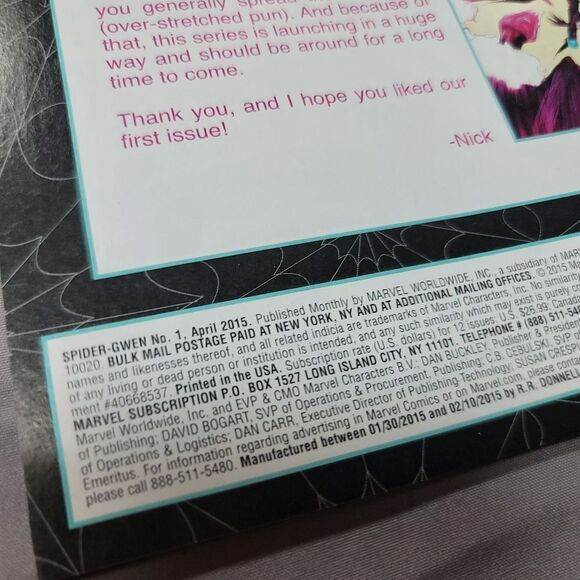 you generally spread
(over-stretched pun). And because of
that, this series is launching in a huge
way and should be around for a long
time to come.
Thank you, and I hope you liked our
first issue!
-Nick
SPIDER-GWEN No. 1, April 2015. Published Monthly by MARVEL WORLDWIDE, INC., a subsidiary of MAR
10020. BULK MAIL POSTAGE PAID AT NEW YORK, NY AND AT ADDITIONAL MAILING OFFICES. © 2015 Ma
names and likenesses thereof, and all related indicia are trademarks of Marvel Characters, Inc. No similarity
of any living or dead person or institution is intended, and any such similarity which may exist is purely
ment #40668537. Printed in the USA. Subscription rate (U.S. dollars) for 12 issues: U.S. $26.99; Canad
MARVEL SUBSCRIPTION P.O. BOX 1527 LONG ISLAND CITY, NY 11101. TELEPHONE # (888) 511-54
Marvel Worldwide, Inc. and EVP & CMO Marvel Characters B.V.; DAN BUCKLEY, Publisher & President
of Publishing; DAVID BOGART, SVP of Operations & Procurement, Publishing; C.B. CEBULSKI, SVP
of Operations & Logistics; DAN CARR, Executive Director of Publishing Technology; SUSAN CRESPI
Emeritus. For information regarding advertising in Marvel Comics or on Marvel.com, please contact
please call 888-511-5480. Manufactured between 01/30/2015 and 02/10/2015 by R.R. DONNELL